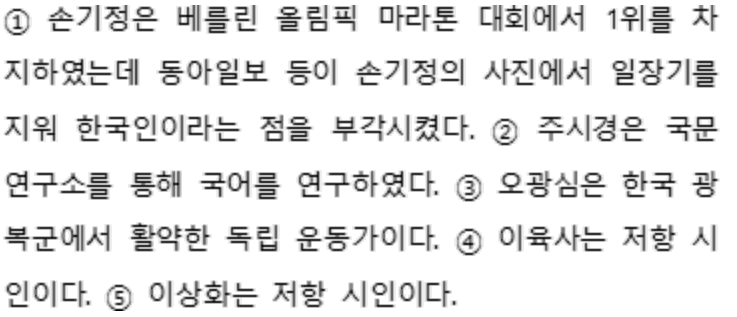 ① 손기정은 베를린 올림픽 마라톤 대회에서 1위를 차
지하였는데 동아일보 등이 손기정의 사진에서 일장기를
지워 한국인이라는 점을 부각시켰다. ② 주시경은 국문
연구소를 통해 국어를 연구하였다. ③ 오광심은 한국 광
복군에서 활약한 독립 운동가이다. ④ 이육사는 저항 시
인이다. ⑤ 이상화는 저항 시인이다.